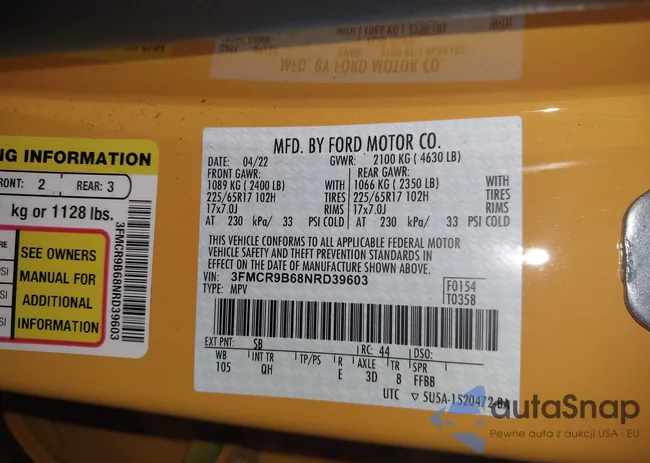 MFD. BY FORD MOTOR CO.
NG INFORMATION
FRONT: 2 REAR: 3
kg or 1128 lbs.
SEE OWNERS
MANUAL FOR
ADDITIONAL
INFORMATION
3FMCR9B68NRD39603
MFD. BY FORD MOTOR CO.
DATE: 04/22 GVWR: 2100 KG ( 4630 LB)
FRONT GAWR: REAR GAWR:
1089 KG ( 2400 LB) WITH 1066 KG ( 2350 LB) WITH
225/65R17 102H TIRES 225/65R17 102H TIRES
17x7.0J RIMS 17x7.0J RIMS
AT 230 kPa/ 33 PSI COLD AT 230 kPa/ 33 PSI COLD
THIS VEHICLE CONFORMS TO ALL APPLICABLE FEDERAL MOTOR
VEHICLE SAFETY AND THEFT PREVENTION STANDARDS IN
EFFECT ON THE DATE OF MANUFACTURE SHOWN ABOVE.
VIN: 3FMCR9B68NRD39603
TYPE: MPV
F0154
T0358
EXT PNT: SB RC: 44 DSO:
WB INT TR TP/PS R AXLE TR SPR
105 QH E 3D 8 FFBB
UTC ▽ 5U5A-1520472-BA
autaSnap
Pewne auta z aukcji USA i EU